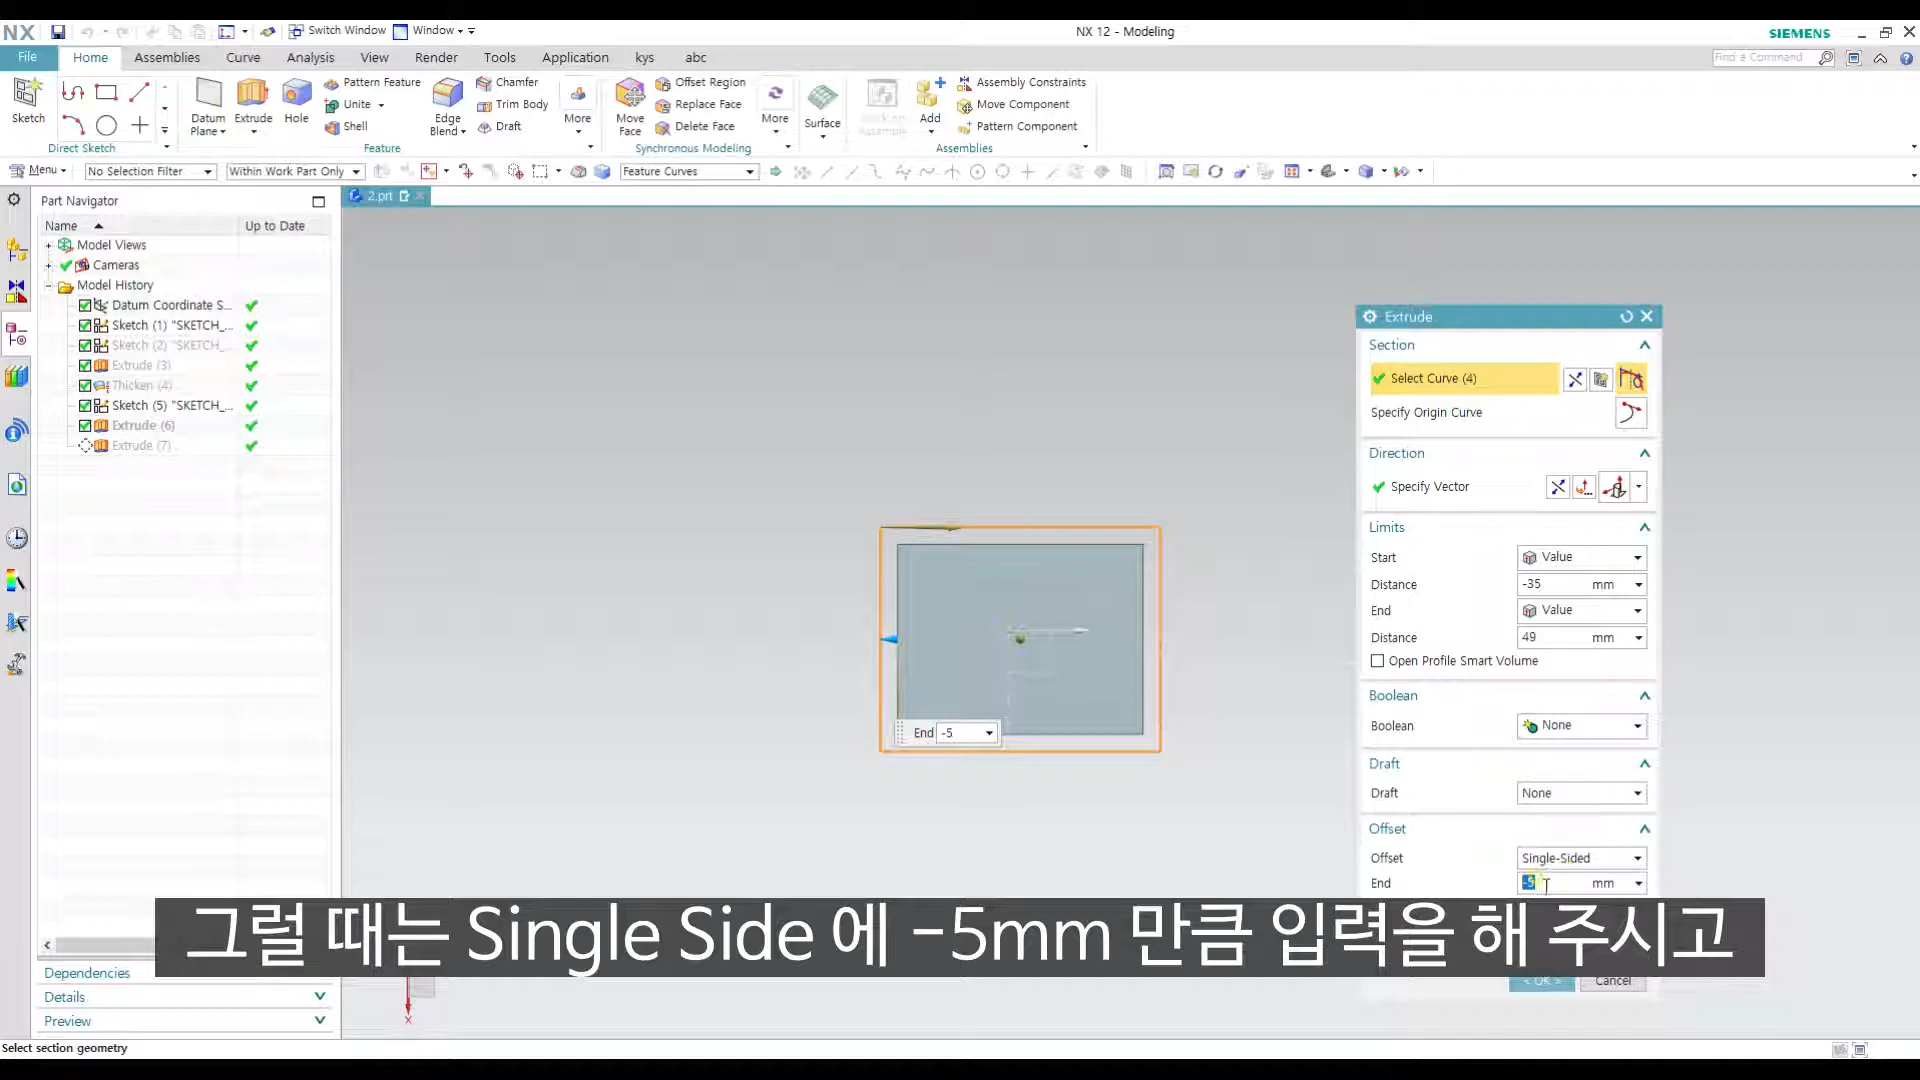 NX
Switch Window
Window
NX 12 - Modeling
SIEMENS
File
Home
Assemblies
Curve
Analysis
View
Render
Tools
Application
kys
abc
Find a Command
Sketch
Direct Sketch
Datum
Plane
Extrude
Hole
Pattern Feature
Unite
Shell
Edge
Blend
Chamfer
Trim Body
Draft
More
Feature
Move
Face
Offset Region
Replace Face
Delete Face
More
Synchronous Modeling
Surface
Add
Assembly Constraints
Move Component
Pattern Component
Assemblies
Menu
No Selection Filter
Within Work Part Only
Feature Curves
Part Navigator
2.prt
Name
Up to Date
Model Views
Cameras
Model History
Datum Coordinate S...
Sketch (1) "SKETCH_...
Sketch (2) "SKETCH_...
Extrude (3)
Thicken (4)
Sketch (5) "SKETCH_...
Extrude (6)
Extrude (7)
Dependencies
Details
Preview
End -5
X
Extrude
Section
Select Curve (4)
Specify Origin Curve
Direction
Specify Vector
Limits
Start Value
Distance -35 mm
End Value
Distance 49 mm
Open Profile Smart Volume
Boolean
Boolean None
Draft
Draft None
Offset
Offset Single-Sided
End -5 mm
< OK > Cancel
그럴 때는 Single Side 에 -5mm 만큼 입력을 해 주시고
Select section geometry